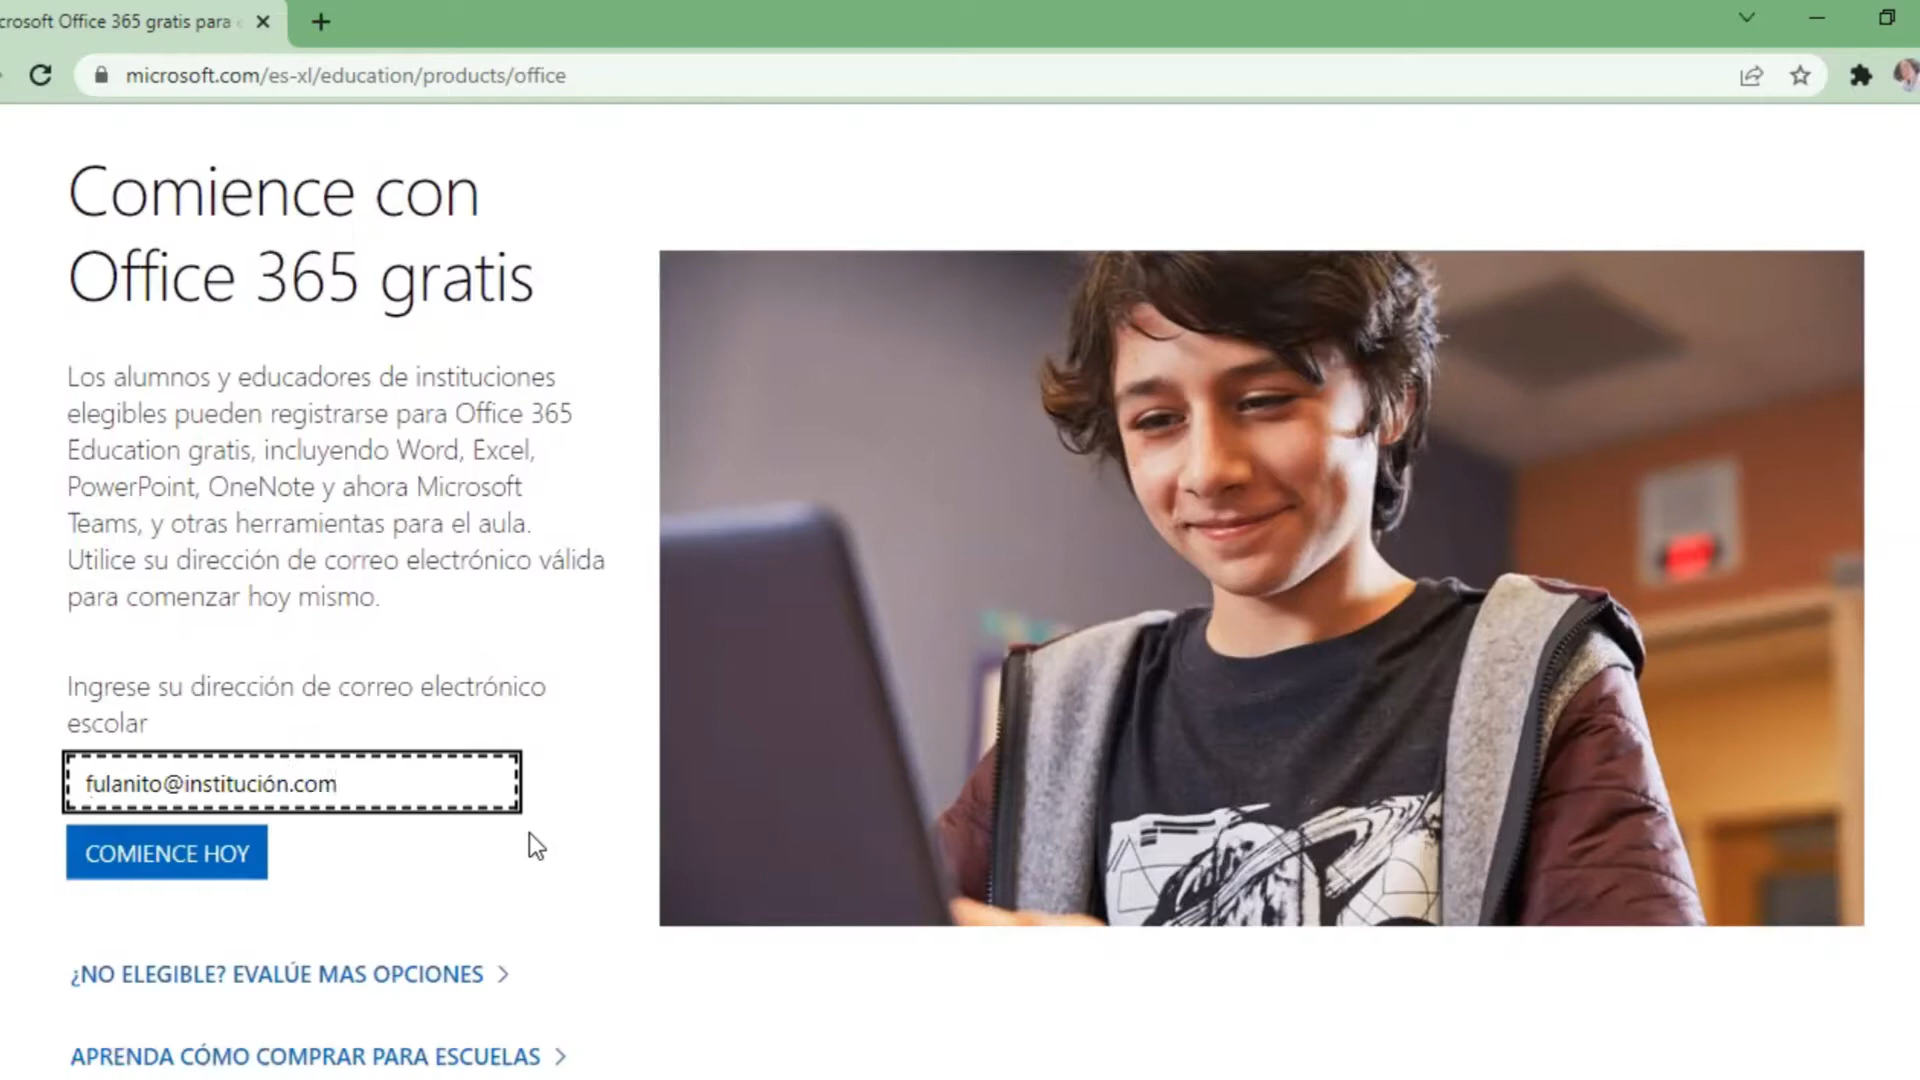 crosoft Office 365 gratis para
microsoft.com/es-xl/education/products/office
Comience con
Office 365 gratis
Los alumnos y educadores de instituciones
elegibles pueden registrarse para Office 365
Education gratis, incluyendo Word, Excel,
PowerPoint, OneNote y ahora Microsoft
Teams, y otras herramientas para el aula.
Utilice su dirección de correo electrónico válida
para comenzar hoy mismo.
Ingrese su dirección de correo electrónico
escolar
fulanito@institución.com
COMIENCE HOY
¿NO ELEGIBLE? EVALÚE MAS OPCIONES
APRENDA CÓMO COMPRAR PARA ESCUELAS